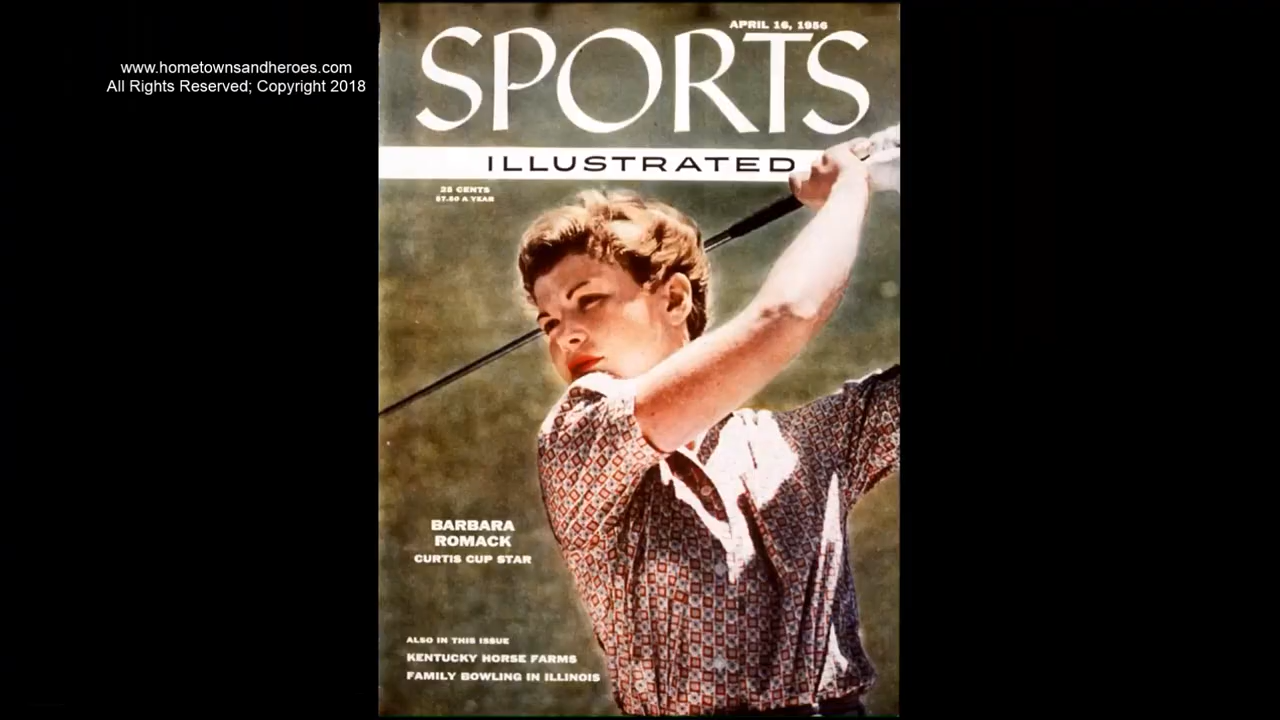 www.hometownsandheroes.com
All Rights Reserved; Copyright 2018
APRIL 16, 1956
SPORTS
ILLUSTRATED
25 CENTS
$7.50 A YEAR
BARBARA
ROMACK
CURTIS CUP STAR
ALSO IN THIS ISSUE
KENTUCKY HORSE FARMS
FAMILY BOWLING IN ILLINOIS